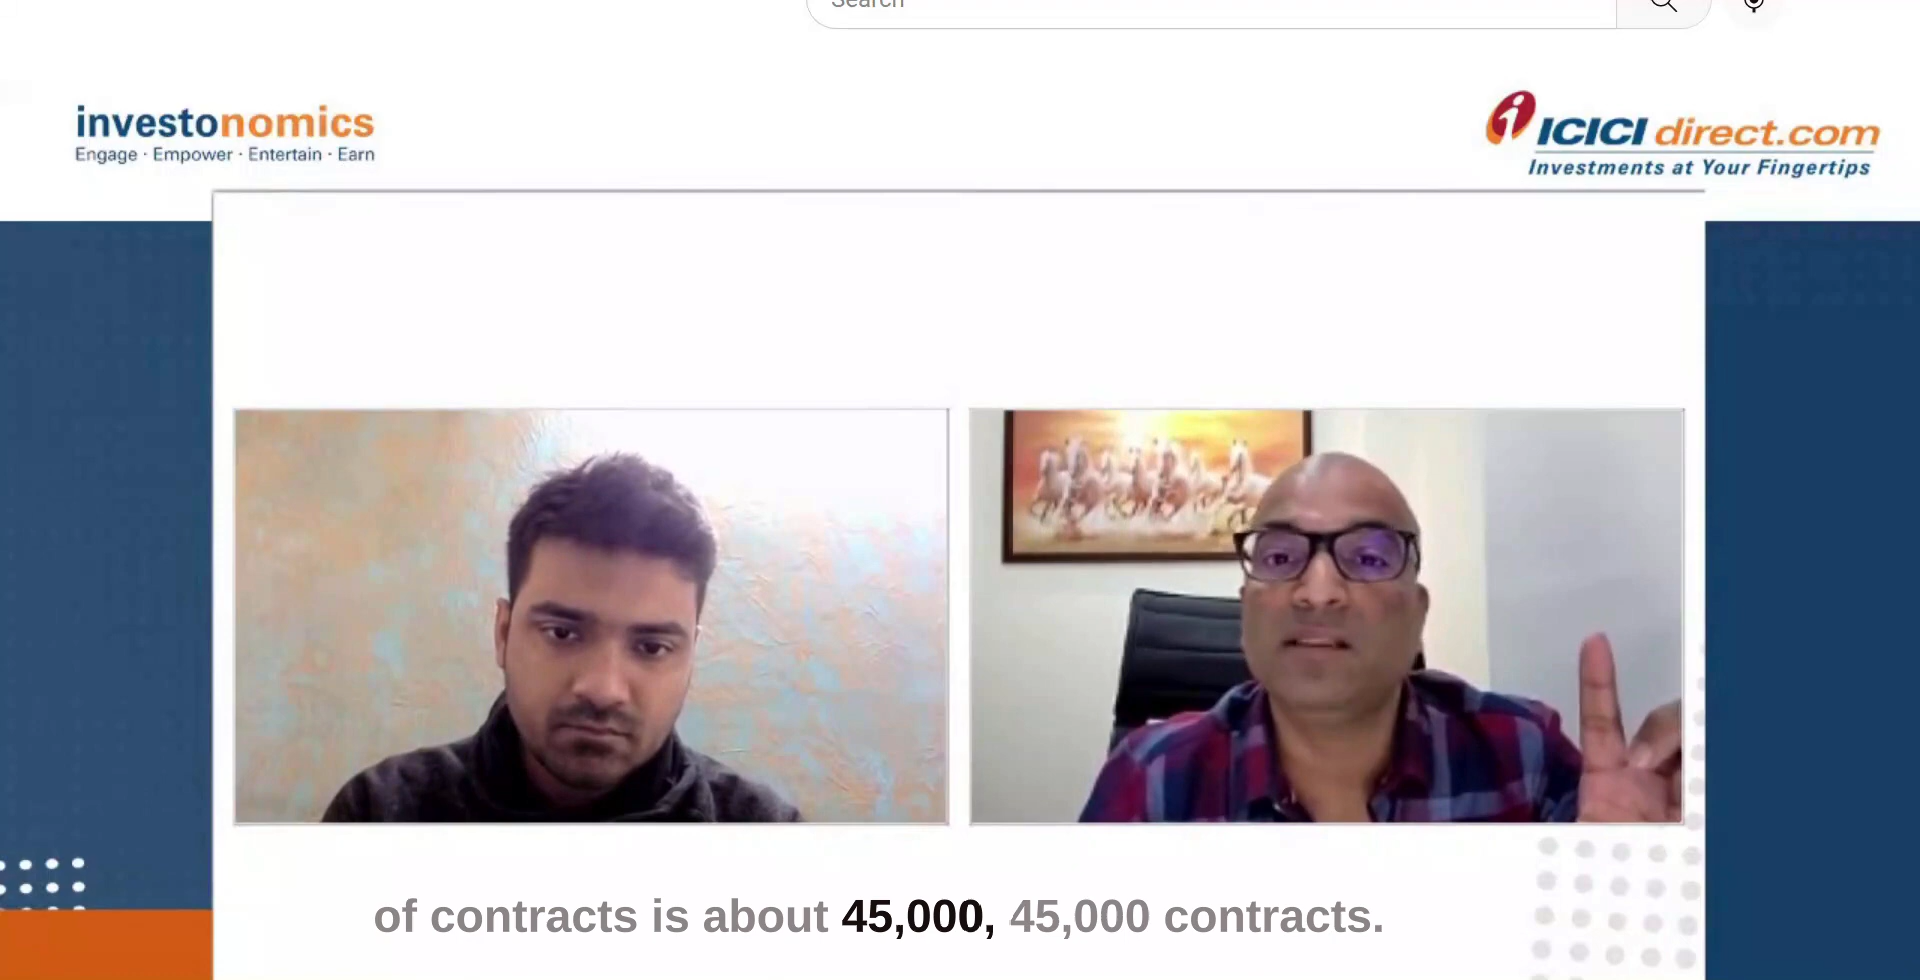 Search
investonomics
Engage · Empower · Entertain · Earn
ICICI direct.com
Investments at Your Fingertips
of contracts is about 45,000, 45,000 contracts.